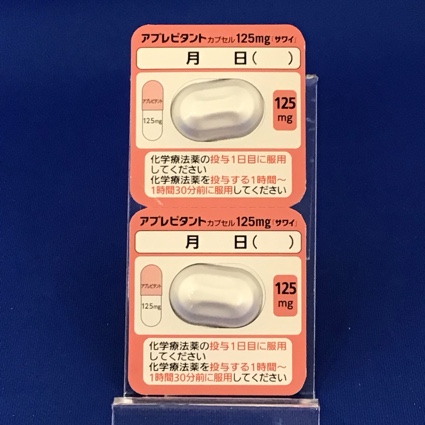 アプレピタントカプセル125mg「サワイ」
月 日( )
アプレピタント
125mg
125
mg
化学療法薬の投与1日目に服用
してください
化学療法薬を投与する1時間～
1時間30分前に服用してください
アプレピタントカプセル125mg「サワイ」
月 日( )
アプレピタント
125mg
125
mg
化学療法薬の投与1日目に服用
してください
化学療法薬を投与する1時間～
1時間30分前に服用してください